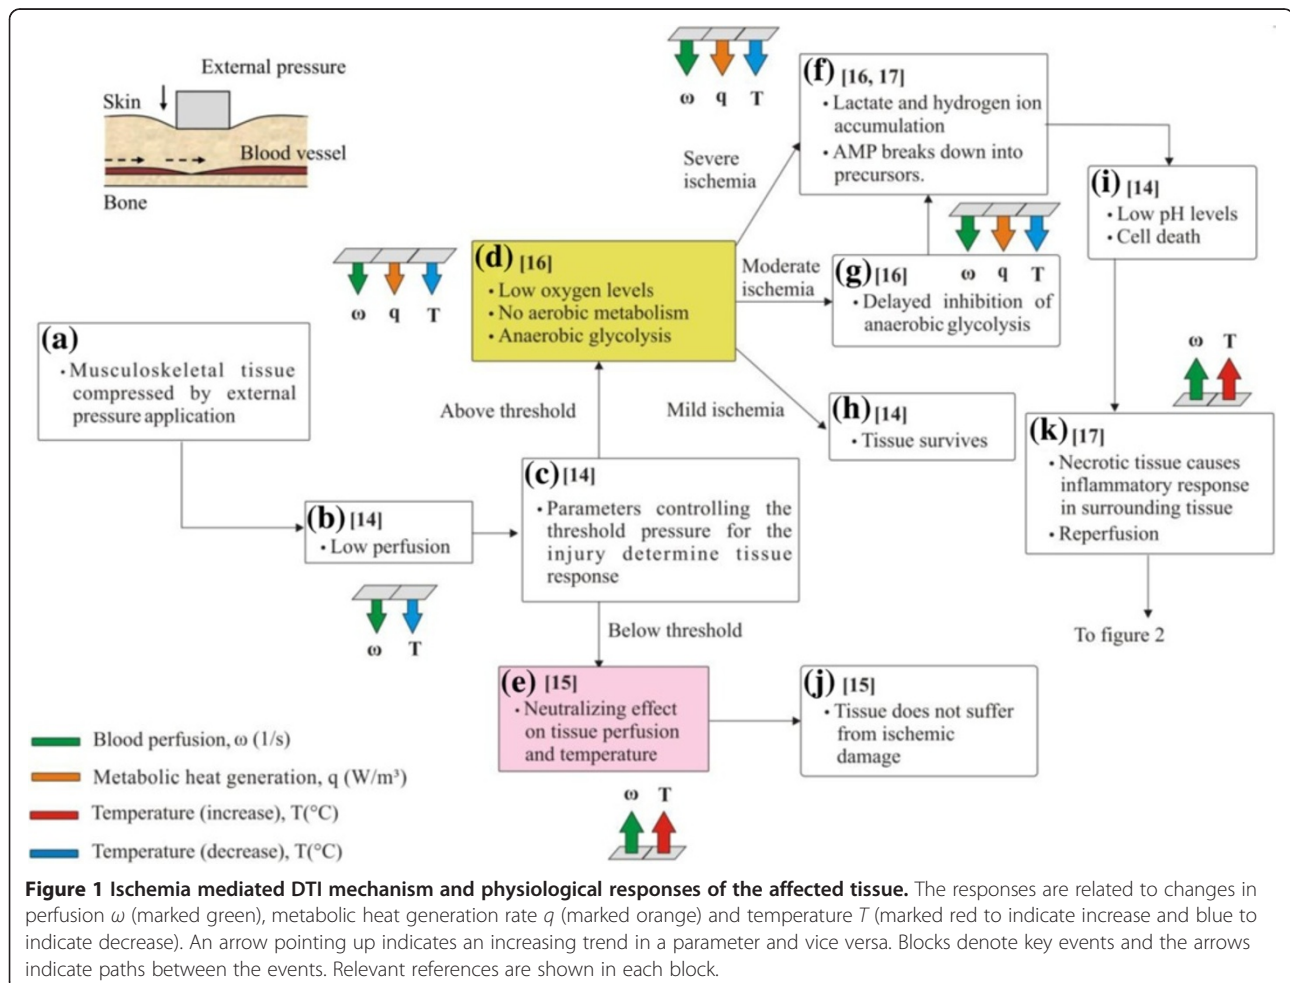 External pressure
Skin
Blood vessel
Bone
ω q T
(f) [16, 17]
• Lactate and hydrogen ion
accumulation
• AMP breaks down into
precursors.
Severe
ischemia
(i) [14]
• Low pH levels
• Cell death
(d) [16]
• Low oxygen levels
• No aerobic metabolism
• Anaerobic glycolysis
ω q T
Moderate
ischemia
(g) [16]
ω q T
• Delayed inhibition of
anaerobic glycolysis
(a)
• Musculoskeletal tissue
compressed by external
pressure application
Above threshold
Mild ischemia
(h) [14]
• Tissue survives
ω T
(k) [17]
• Necrotic tissue causes
inflammatory response
in surrounding tissue
• Reperfusion
(c) [14]
• Parameters controlling the
threshold pressure for the
injury determine tissue
response
(b) [14]
• Low perfusion
ω T
Below threshold
To figure 2
(e) [15]
• Neutralizing effect
on tissue perfusion
and temperature
(j) [15]
• Tissue does not suffer
from ischemic
damage
ω T
Blood perfusion, ω (1/s)
Metabolic heat generation, q (W/m³)
Temperature (increase), T(°C)
Temperature (decrease), T(°C)
Figure 1 Ischemia mediated DTI mechanism and physiological responses of the affected tissue. The responses are related to changes in
perfusion ω (marked green), metabolic heat generation rate q (marked orange) and temperature T (marked red to indicate increase and blue to
indicate decrease). An arrow pointing up indicates an increasing trend in a parameter and vice versa. Blocks denote key events and the arrows
indicate paths between the events. Relevant references are shown in each block.